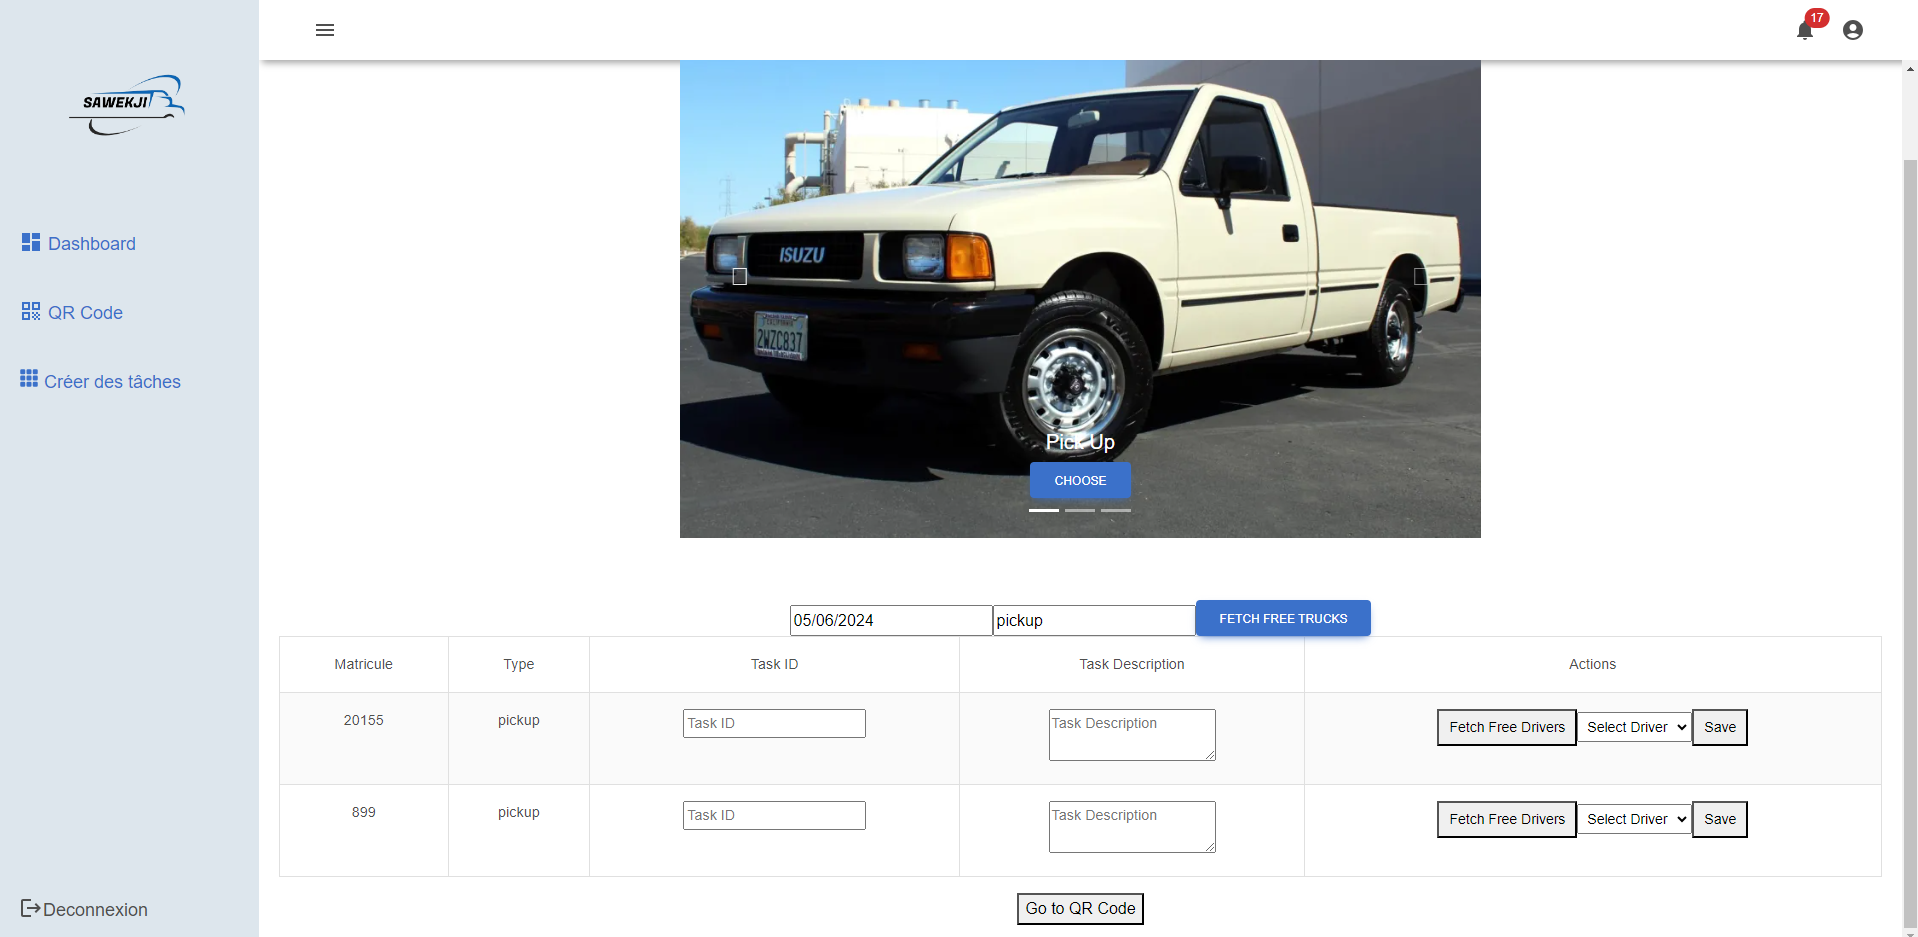 17
SAWEKJI
Dashboard
QR Code
Créer des tâches
Deconnexion
ISUZU
CALIFORNIA
2WZC837
Pick Up
CHOOSE
05/06/2024 pickup FETCH FREE TRUCKS
Matricule Type Task ID Task Description Actions
20155 pickup Task ID Task Description Fetch Free Drivers Select Driver Save
899 pickup Task ID Task Description Fetch Free Drivers Select Driver Save
Go to QR Code